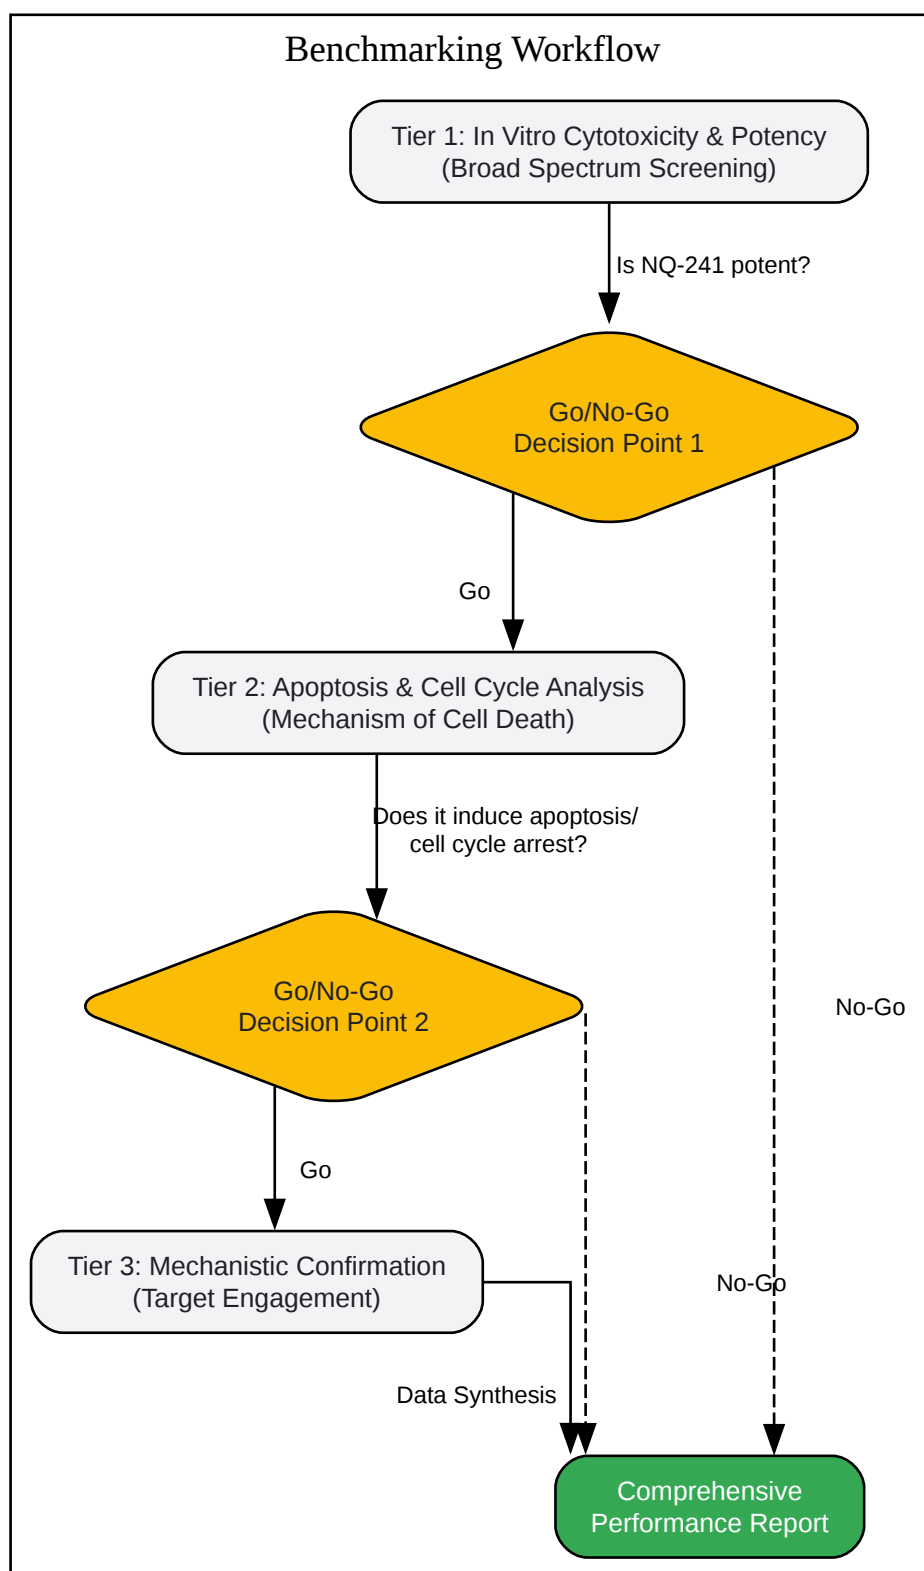 Benchmarking Workflow
Tier 1: In Vitro Cytotoxicity & Potency
(Broad Spectrum Screening)
Is NQ-241 potent?
Go/No-Go
Decision Point 1
Go
Tier 2: Apoptosis & Cell Cycle Analysis
(Mechanism of Cell Death)
Does it induce apoptosis/
cell cycle arrest?
Go/No-Go
Decision Point 2
No-Go
Go
Tier 3: Mechanistic Confirmation
(Target Engagement)
No-Go
Data Synthesis
Comprehensive
Performance Report